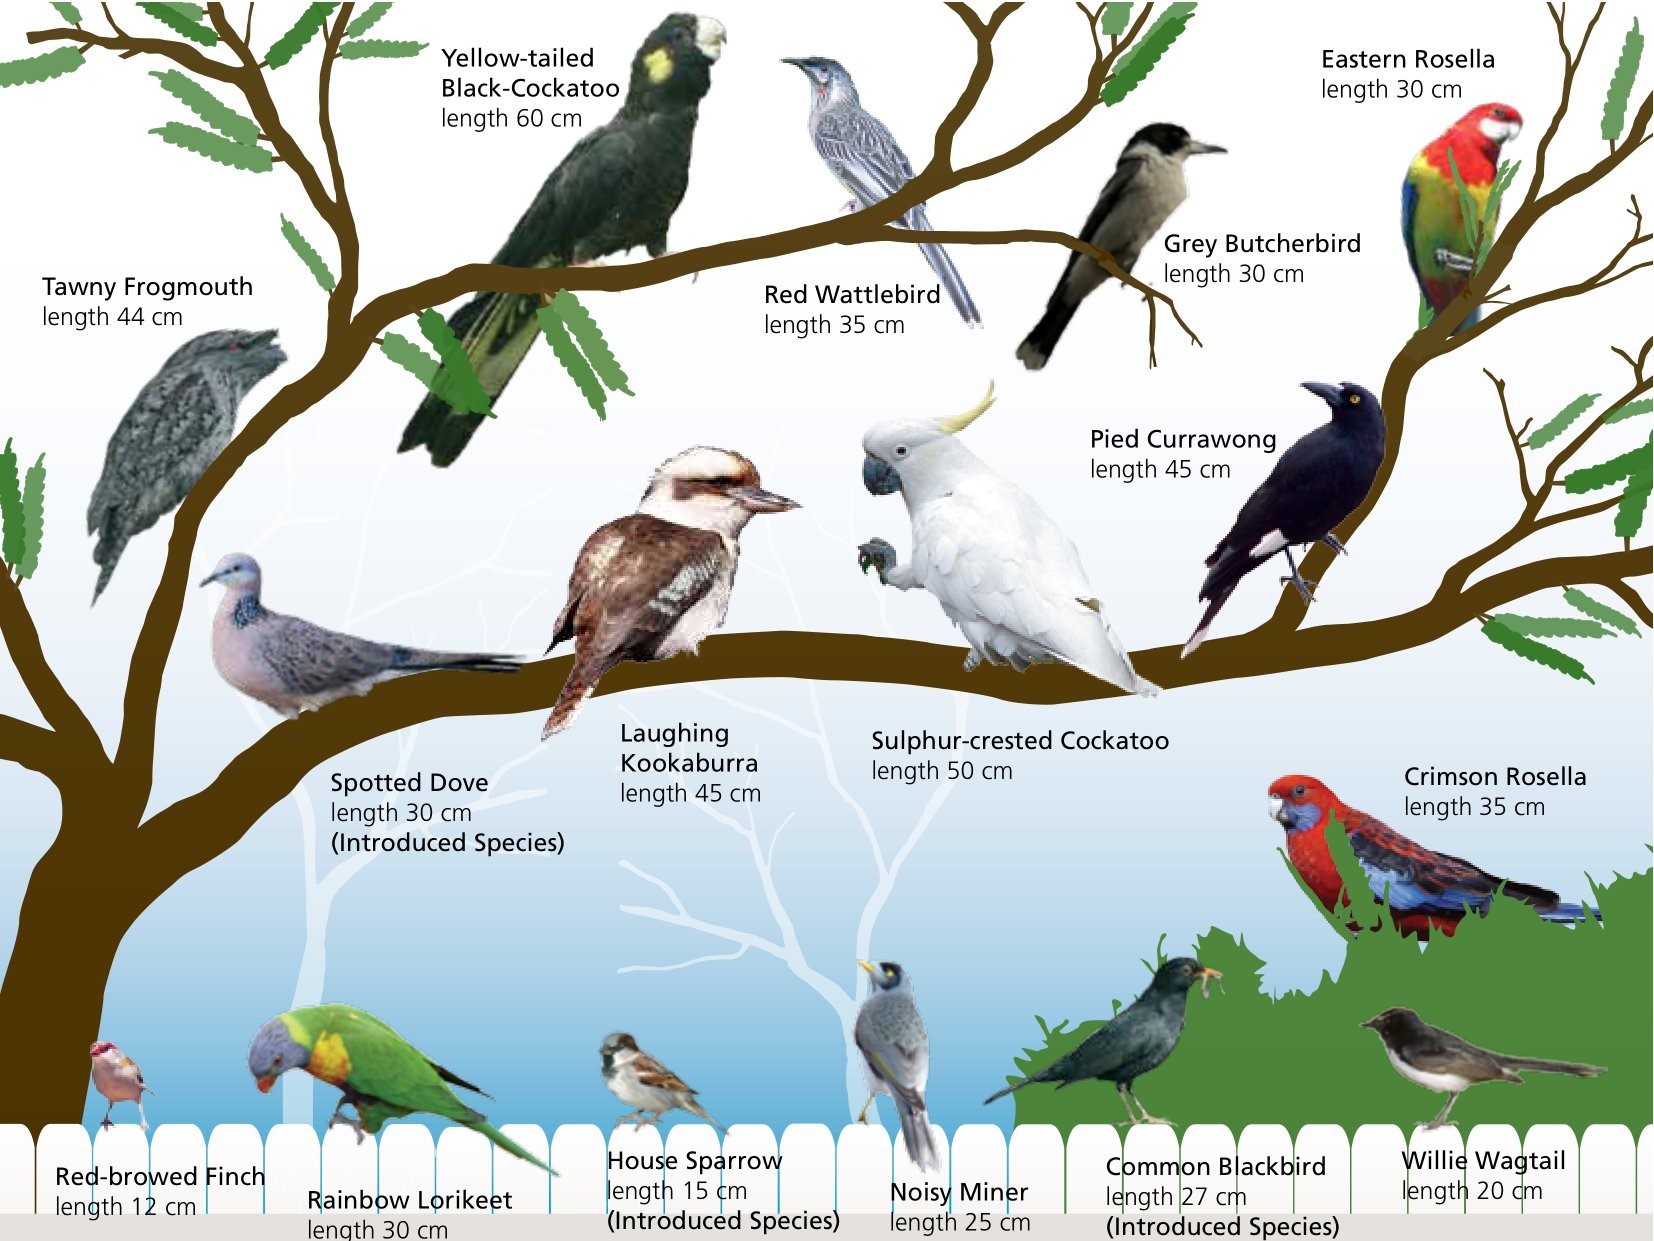 Yellow-tailed
Black-Cockatoo
length 60 cm
Eastern Rosella
length 30 cm
Grey Butcherbird
length 30 cm
Tawny Frogmouth
length 44 cm
Red Wattlebird
length 35 cm
Pied Currawong
length 45 cm
Laughing
Kookaburra
length 45 cm
Sulphur-crested Cockatoo
length 50 cm
Spotted Dove
length 30 cm
(Introduced Species)
Crimson Rosella
length 35 cm
Red-browed Finch
length 12 cm
Rainbow Lorikeet
length 30 cm
House Sparrow
length 15 cm
(Introduced Species)
Noisy Miner
length 25 cm
Common Blackbird
length 27 cm
(Introduced Species)
Willie Wagtail
length 20 cm